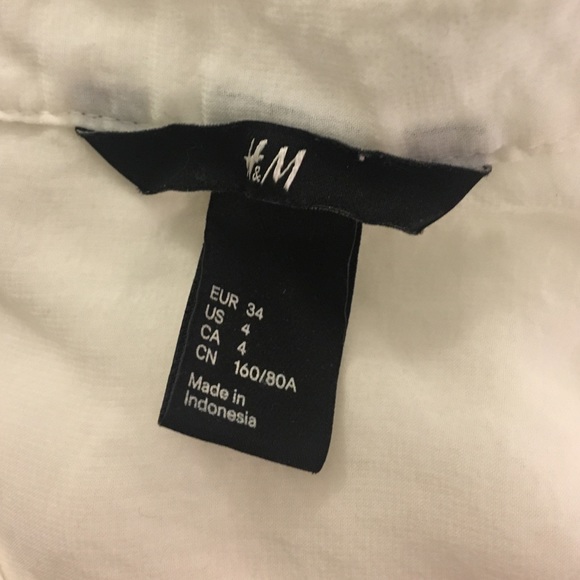 H&M
EUR 34
US 4
CA 4
CN 160/80A
Made in
Indonesia